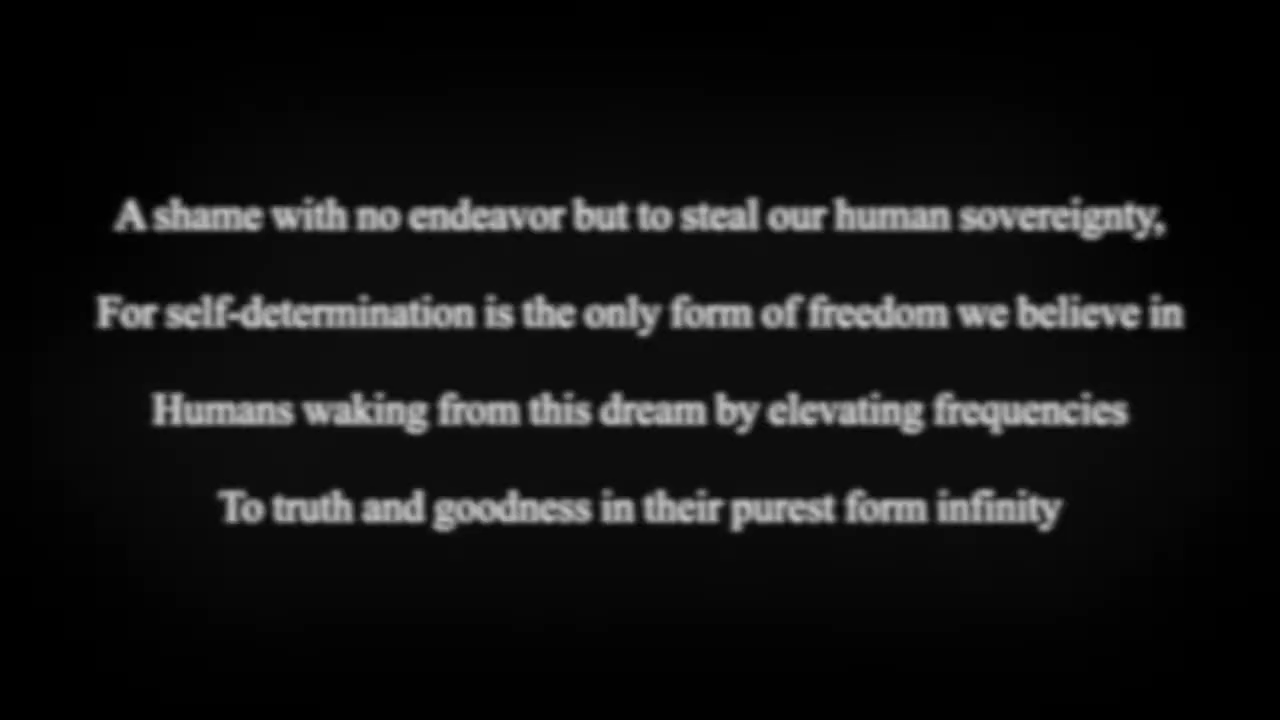 A shame with no endeavor but to steal our human sovereignty,
For self-determination is the only form of freedom we believe in
Humans waking from this dream by elevating frequencies
To truth and goodness in their purest form infinity